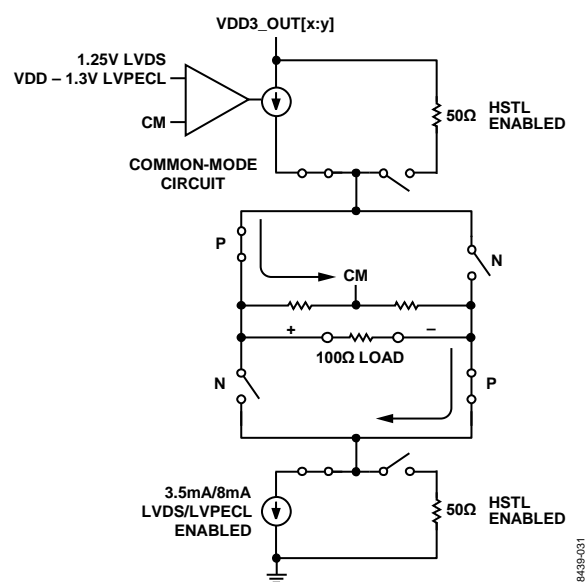 VDD3_OUT[x:y]
1.25V LVDS
VDD – 1.3V LVPECL
CM
COMMON-MODE
CIRCUIT
50Ω
HSTL
ENABLED
P
N
CM
+
–
100Ω LOAD
N
P
3.5mA/8mA
LVDS/LVPECL
ENABLED
50Ω
HSTL
ENABLED
8439-031